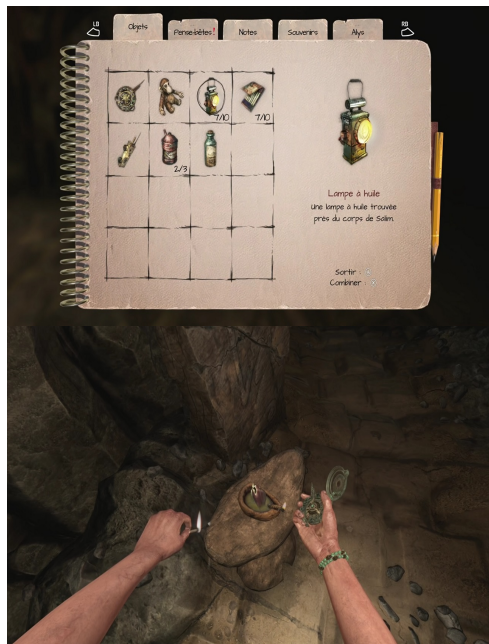 LB
Objets
Pense-bêtes!
Notes
Souvenirs
Alys
RB
7/10
7/10
2/3
Lampe à huile
Une lampe à huile trouvée
près du corps de Salim.
Sortir :
Combiner :